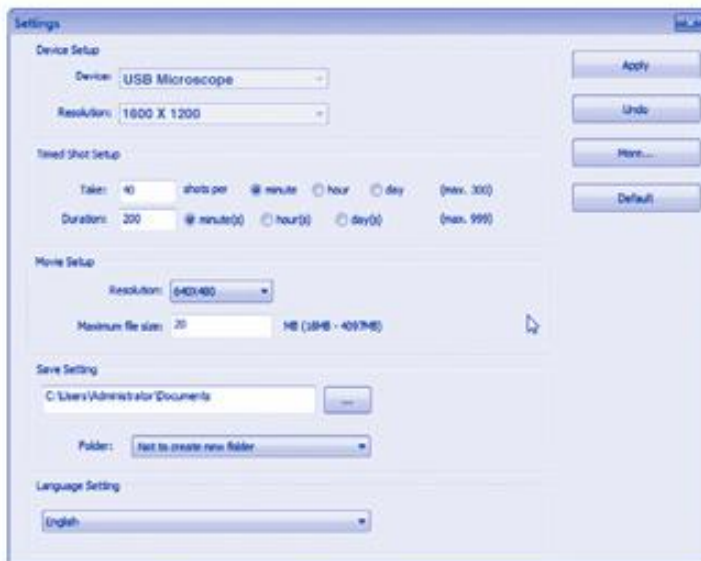 Settings
Device Setup
Device: USB Microscope
Resolution: 1600 X 1200
Timed Shot Setup
Take: 40 shots per minute hour day (max. 300)
Duration: 200 minute(s) hour(s) day(s) (max. 999)
Movie Setup
Resolution: 640X480
Maximum file size: 20 MB (16MB - 4097MB)
Save Setting
C:\Users\Administrator\Documents ...
Folder: Not to create new folder
Language Setting
English
Apply
Undo
More...
Default